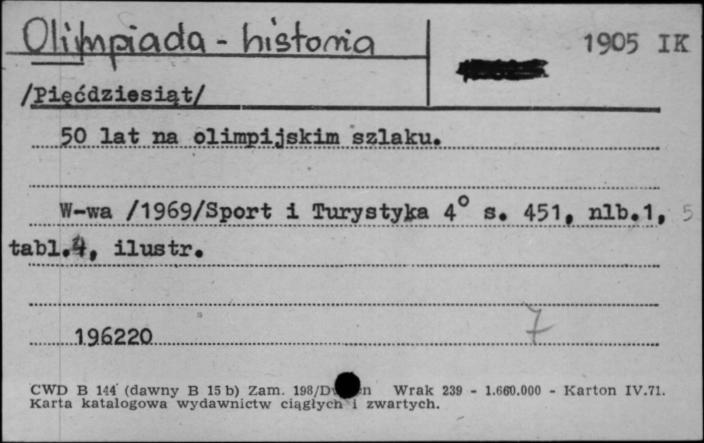 Olimpiada - historia
1905 IK
/Pięćdziesiąt/
50 lat na olimpijskim szlaku.
W-wa /1969/Sport i Turystyka 4° s. 451, nlb.1, 5
tabl.4, ilustr.
196220
7
CWD B 144 (dawny B 15 b) Zam. 198/D Wrak 239 - 1.660.000 - Karton IV.71.
Karta katalogowa wydawnictw ciągłych i zwartych.